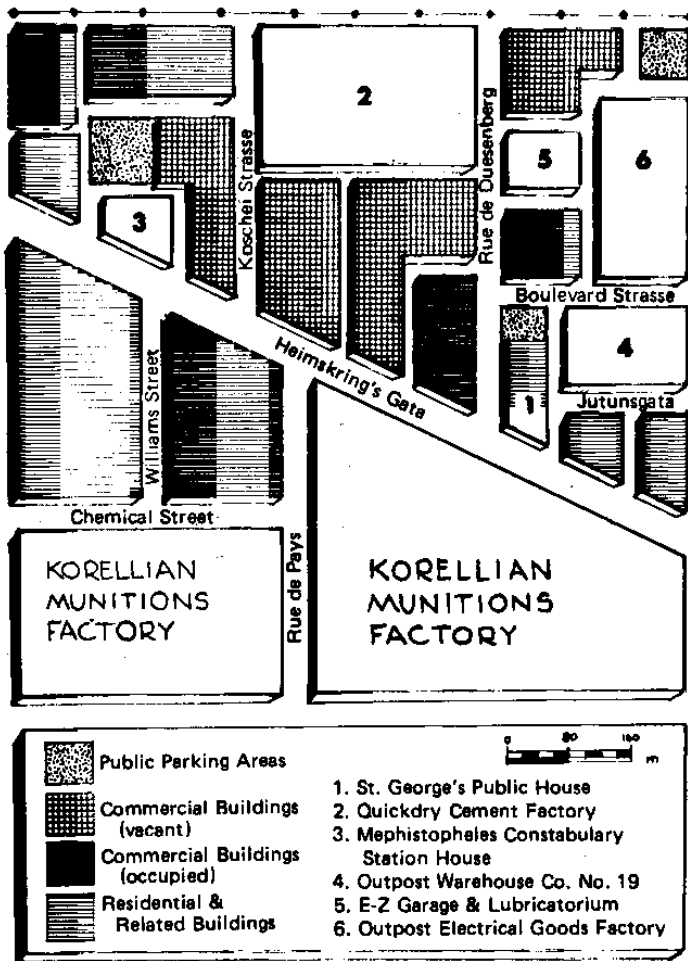 2
5
6
3
Koschei Strasse
Rue de Duesenberg
Boulevard Strasse
4
Heimskring's Gata
1
Jutunsgata
Williams Street
Chemical Street
KORELLIAN
MUNITIONS
FACTORY
Rue de Pays
KORELLIAN
MUNITIONS
FACTORY
Public Parking Areas
Commercial Buildings
(vacant)
Commercial Buildings
(occupied)
Residential &
Related Buildings
0 80 160
m
1. St. George's Public House
2. Quickdry Cement Factory
3. Mephistopheles Constabulary
Station House
4. Outpost Warehouse Co. No. 19
5. E-Z Garage & Lubricatorium
6. Outpost Electrical Goods Factory